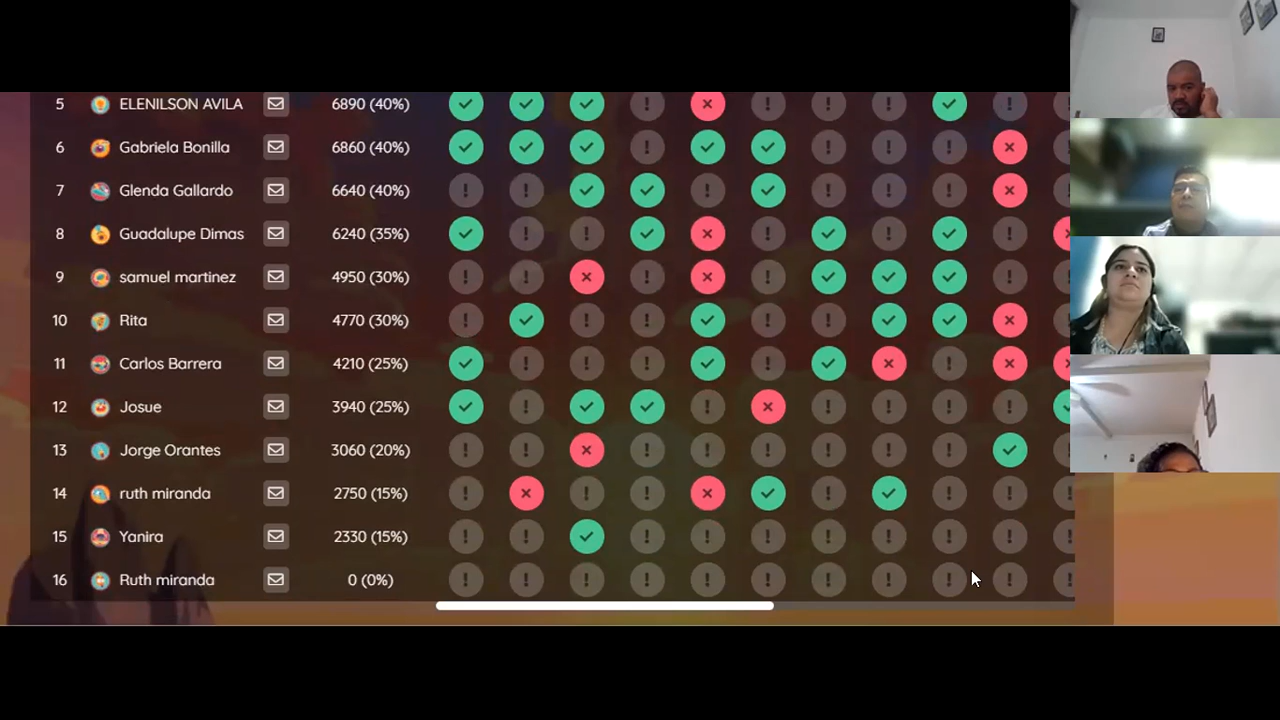 5 ELENILSON AVILA 6890 (40%)
6 Gabriela Bonilla 6860 (40%)
7 Glenda Gallardo 6640 (40%)
8 Guadalupe Dimas 6240 (35%)
9 samuel martinez 4950 (30%)
10 Rita 4770 (30%)
11 Carlos Barrera 4210 (25%)
12 Josue 3940 (25%)
13 Jorge Orantes 3060 (20%)
14 ruth miranda 2750 (15%)
15 Yanira 2330 (15%)
16 Ruth miranda 0 (0%)